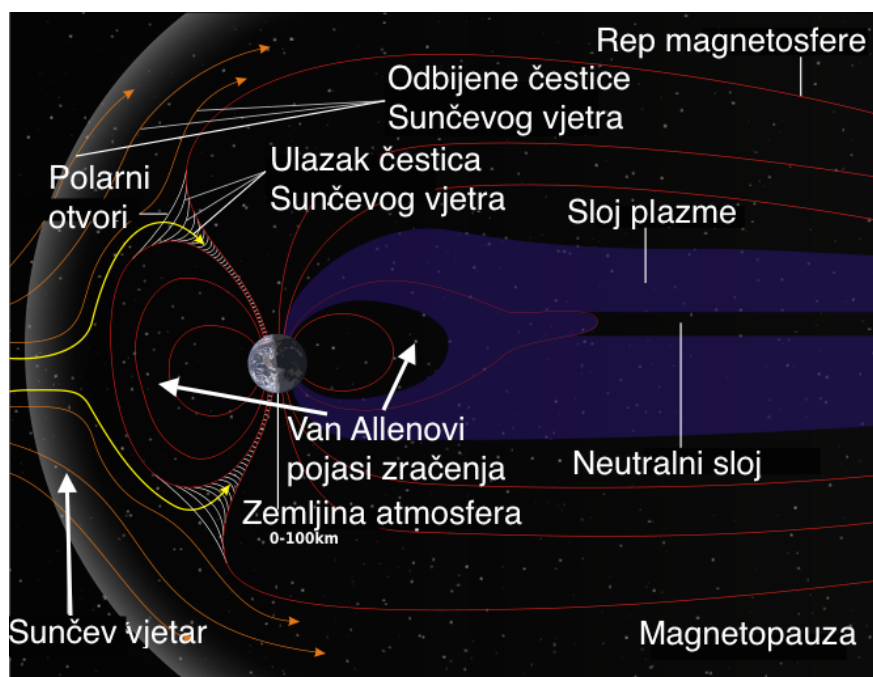 Rep magnetosfere
Odbijene čestice
Sunčevog vjetra
Ulazak čestica
Sunčevog vjetra
Polarni
otvori
Sloj plazme
Van Allenovi
pojasi zračenja
Neutralni sloj
Zemljina atmosfera
0-100km
Sunčev vjetar
Magnetopauza